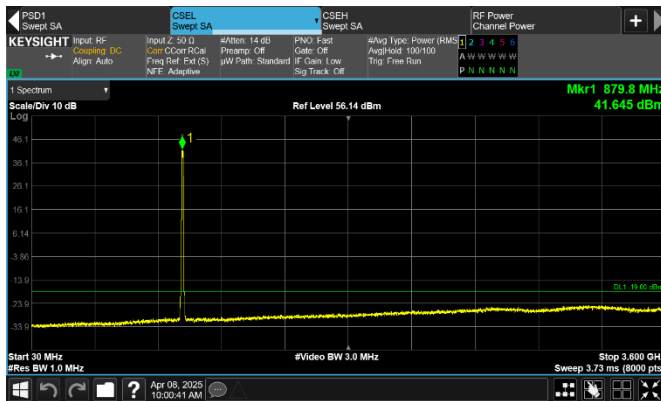 PSD1
Swept SA
CSEL
Swept SA
CSEH
Swept SA
RF Power
Channel Power
KEYSIGHT
Input: RF
Coupling: DC
Align: Auto
Input Z: 50 Ω
Corr CCorr RCal
Freq Ref: Ext (S)
NFE: Adaptive
#Atten: 14 dB
Preamp: Off
µW Path: Standard
PNO: Fast
Gate: Off
IF Gain: Low
Sig Track: Off
#Avg Type: Power (RMS
Avg|Hold: 100/100
Trig: Free Run
1 2 3 4 5 6
A W W W W W
P N N N N N
LXI
1 Spectrum
Scale/Div 10 dB
Ref Level 56.14 dBm
Mkr1 879.8 MHz
41.645 dBm
Log
1
46.1
36.1
26.1
16.1
6.14
-3.86
-13.9
-23.9
-33.9
DL1 -19.00 dBm
Start 30 MHz
#Video BW 3.0 MHz
Stop 3.600 GH
#Res BW 1.0 MHz
Sweep 3.73 ms (8000 pts
?
Apr 08, 2025
10:00:41 AM